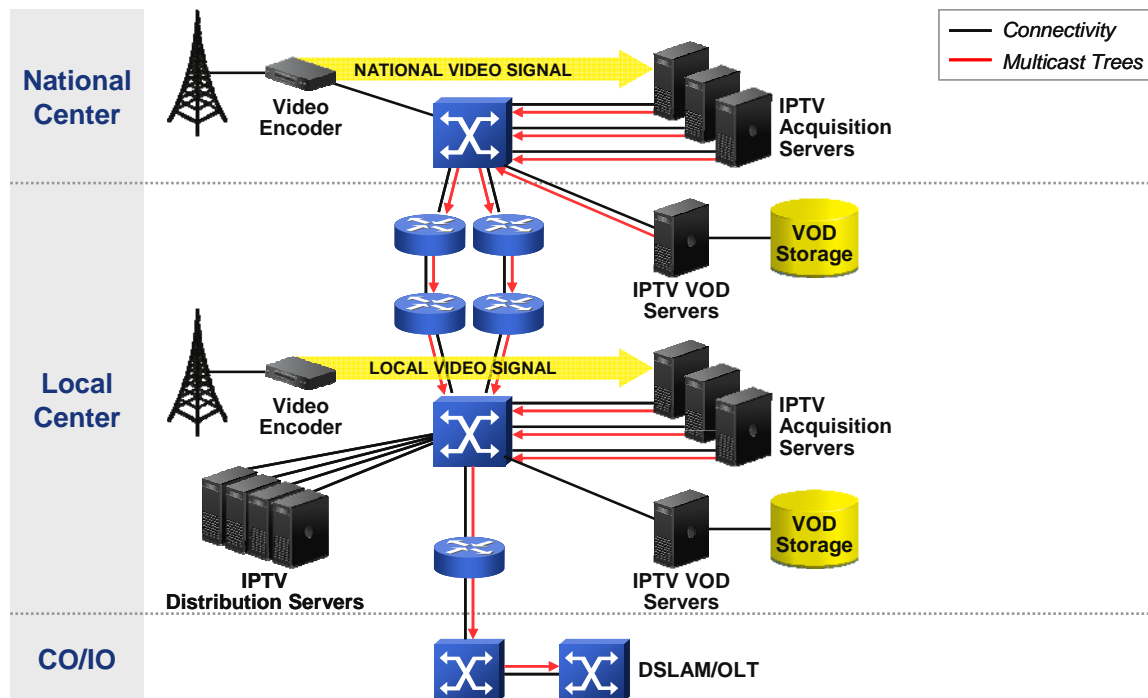 Connectivity
Multicast Trees
National
Center
NATIONAL VIDEO SIGNAL
Video
Encoder
IPTV
Acquisition
Servers
VOD
Storage
IPTV VOD
Servers
Local
Center
LOCAL VIDEO SIGNAL
Video
Encoder
IPTV
Acquisition
Servers
VOD
Storage
IPTV VOD
Servers
IPTV
Distribution Servers
CO/IO
DSLAM/OLT